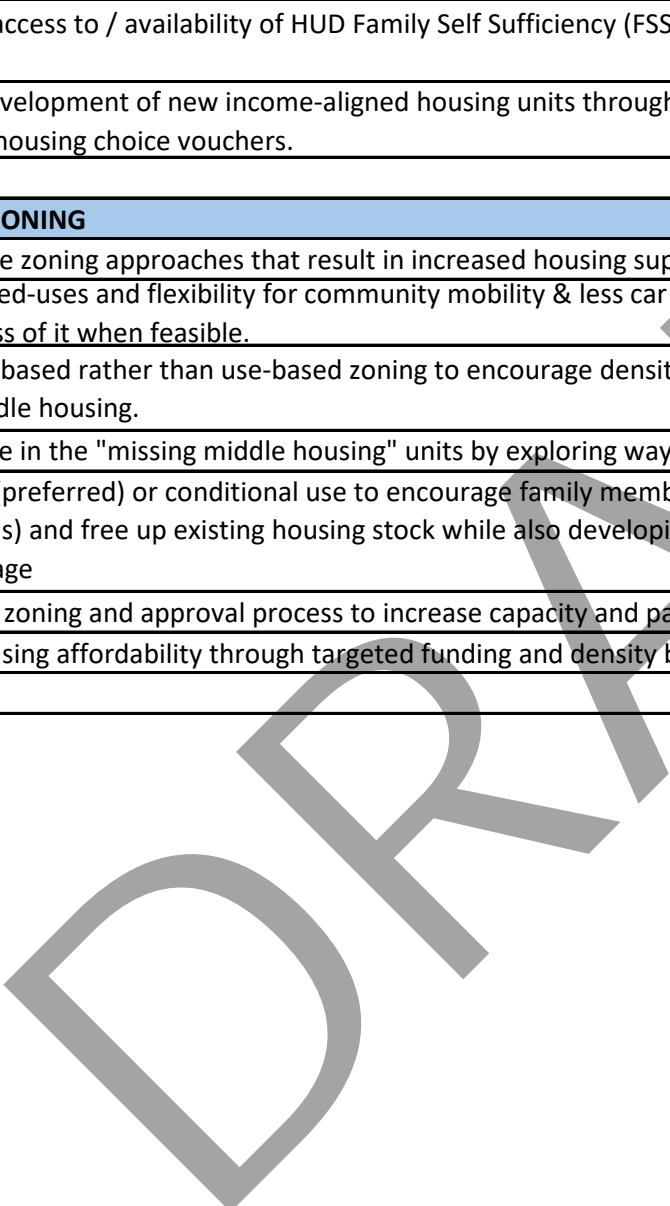 access to / availability of HUD Family Self Sufficiency (FSS
velopment of new income-aligned housing units through
housing choice vouchers.
ONING
e zoning approaches that result in increased housing sup
ed-uses and flexibility for community mobility & less car
ss of it when feasible.
based rather than use-based zoning to encourage densit
dle housing.
e in the "missing middle housing" units by exploring way
(preferred) or conditional use to encourage family memb
s) and free up existing housing stock while also developi
age
zoning and approval process to increase capacity and pa
sing affordability through targeted funding and density b
DRA